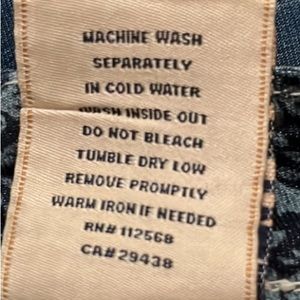 MACHINE WASH
SEPARATELY
IN COLD WATER
WASH INSIDE OUT
DO NOT BLEACH
TUMBLE DRY LOW
REMOVE PROMPTLY
WARM IRON IF NEEDED
RN# 112568
CA# 29438